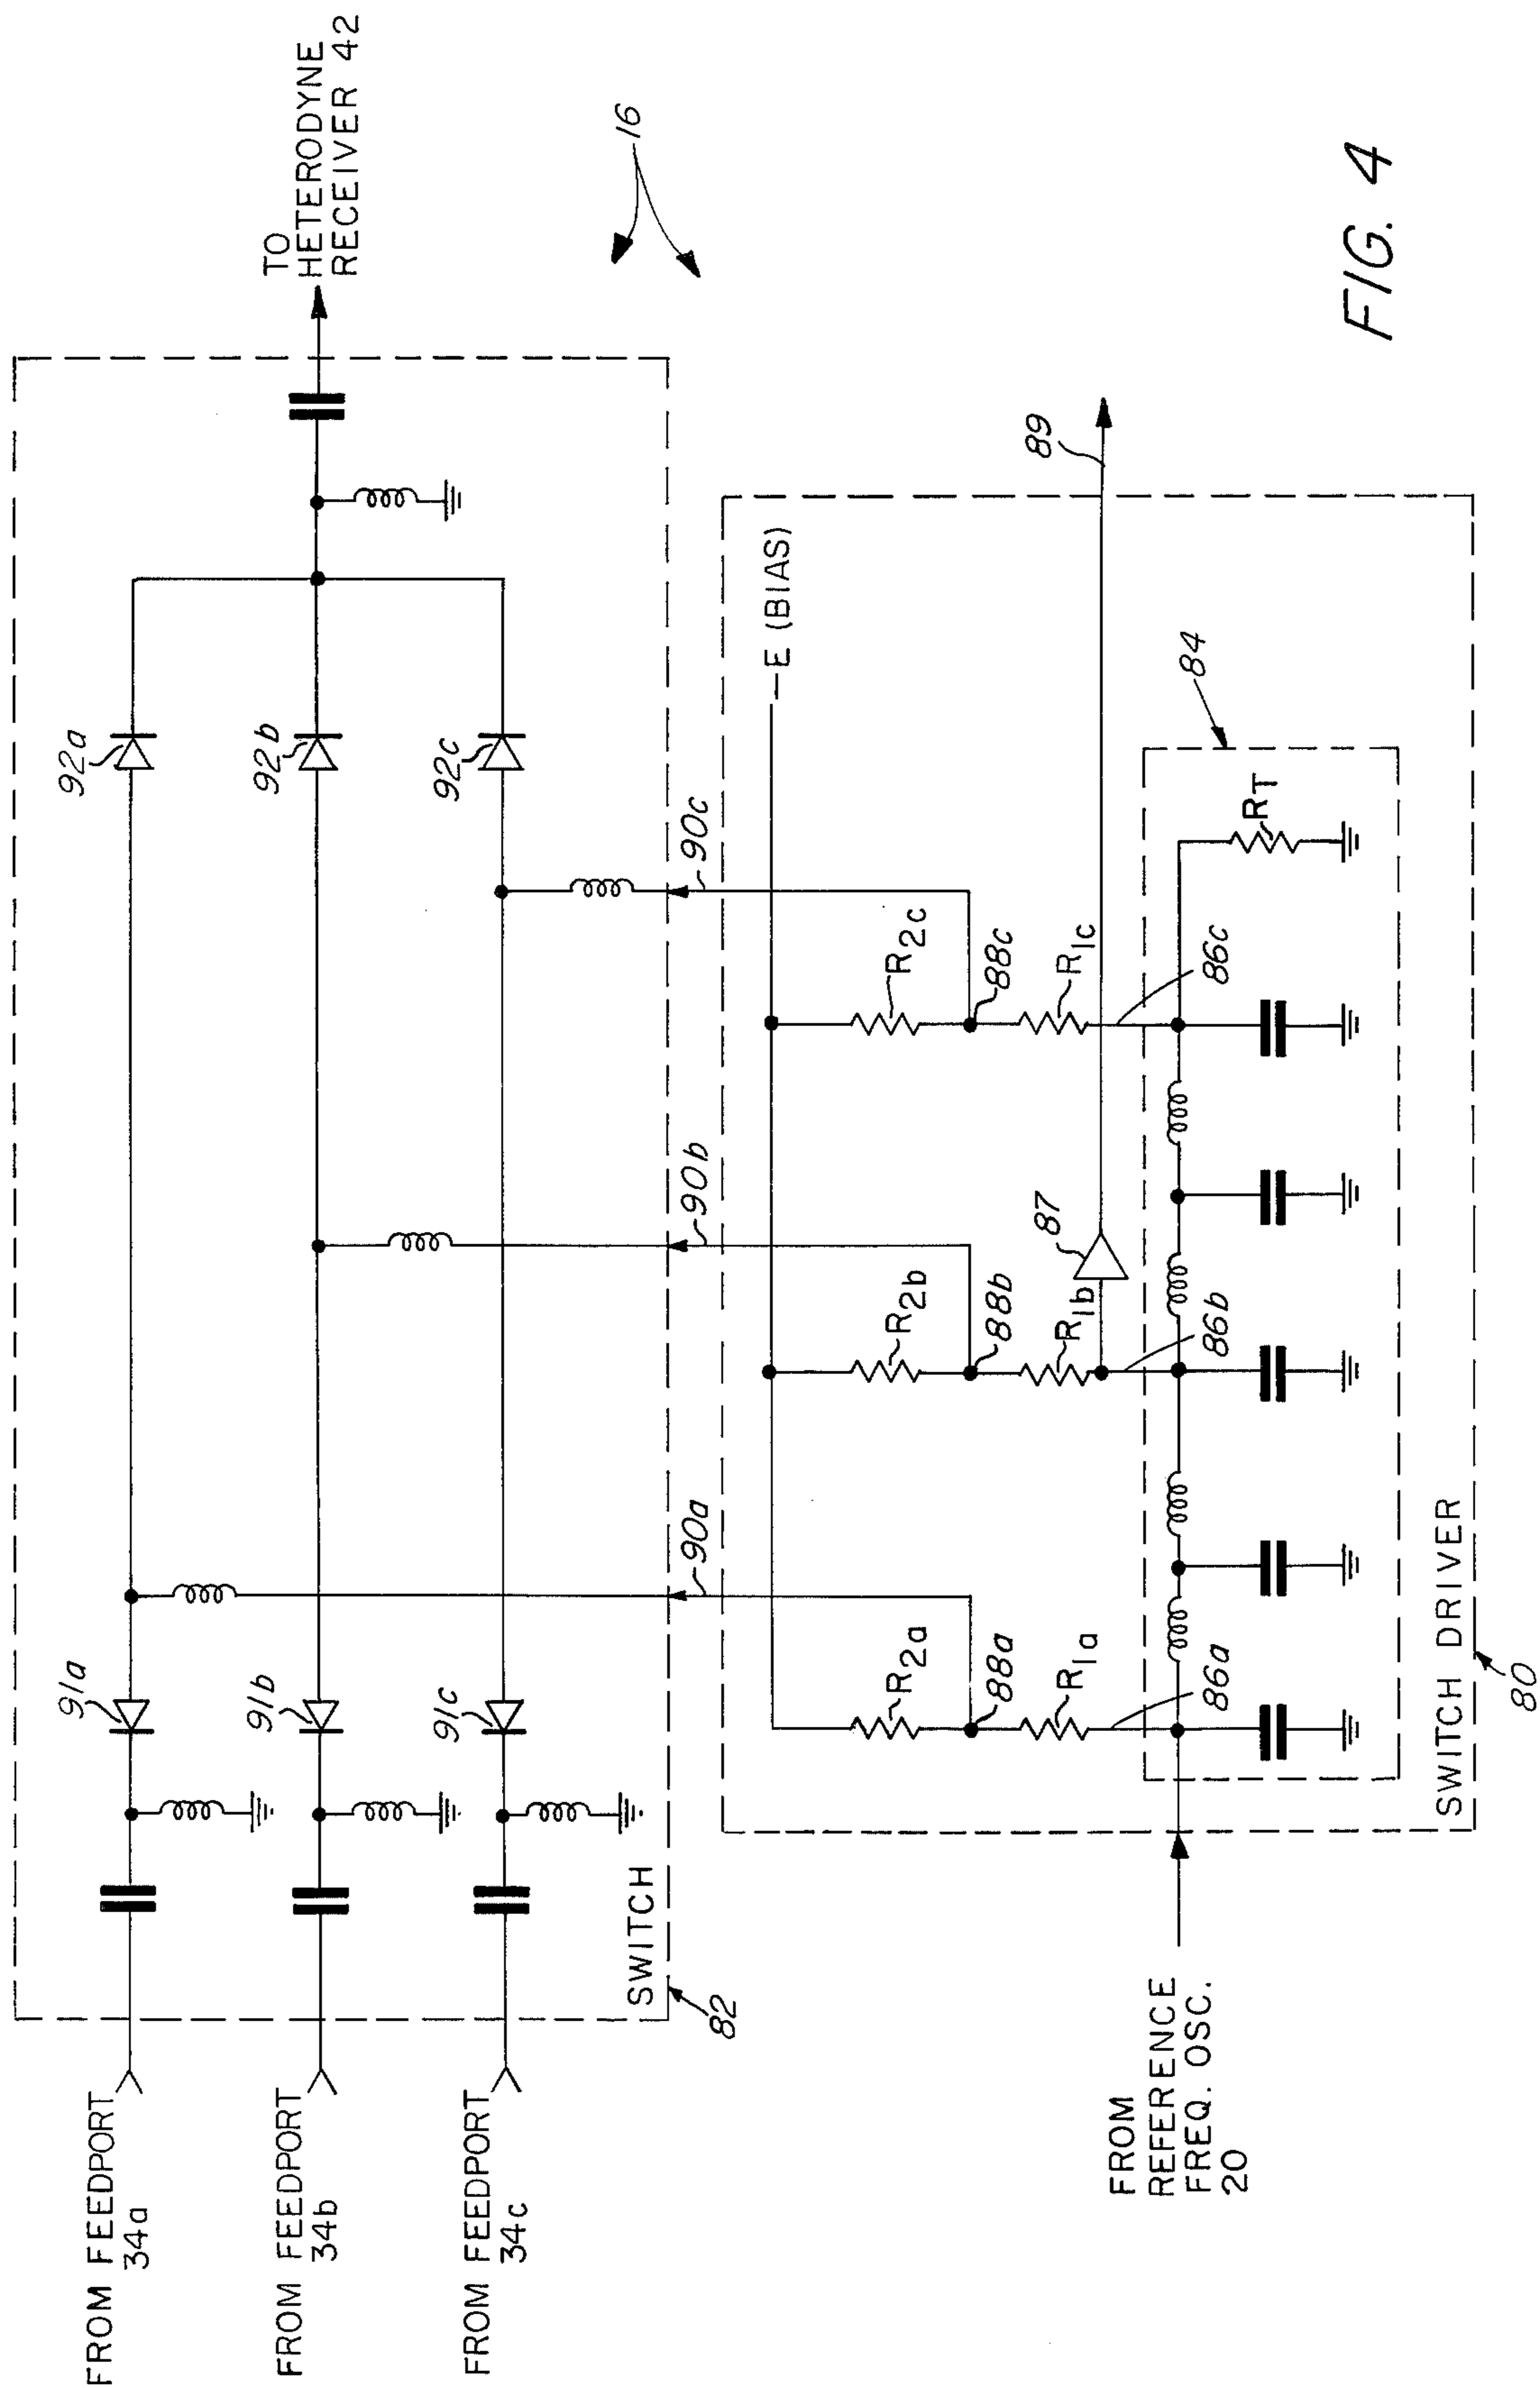 FROM FEEDPORT
34a
FROM FEEDPORT
34b
FROM FEEDPORT
34c
91a
91b
91c
92a
92b
92c
TO
HETERODYNE
RECEIVER 42
SWITCH
82
16
90a
90b
90c
—E (BIAS)
R2a
R2b
R2c
88a
88b
88c
R1a
R1b
R1c
87
89
86a
86b
86c
84
RT
FROM
REFERENCE
FREQ. OSC.
20
SWITCH DRIVER
80
FIG. 4